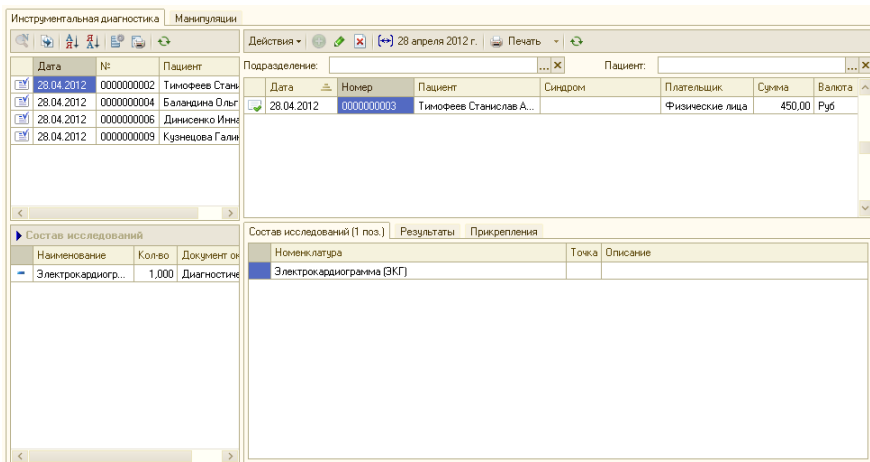 Инструментальная диагностика Манипуляции
Действия 28 апреля 2012 г. Печать
Подразделение: ... Пациент: ...
Дата № Пациент
28.04.2012 0000000002 Тимофеев Стани
28.04.2012 0000000004 Баландина Ольг
28.04.2012 0000000006 Динисенко Инна
28.04.2012 0000000009 Кузнецова Галин
Дата Номер Пациент Синдром Плательщик Сумма Валюта
28.04.2012 0000000003 Тимофеев Станислав А... Физические лица 450,00 Руб
Состав исследований
Наименование Кол-во Документ ок
Электрокардиогр... 1,000 Диагностиче
Состав исследований (1 поз.) Результаты Прикрепления
Номенклатура Точка Описание
Электрокардиограмма (ЭКГ)